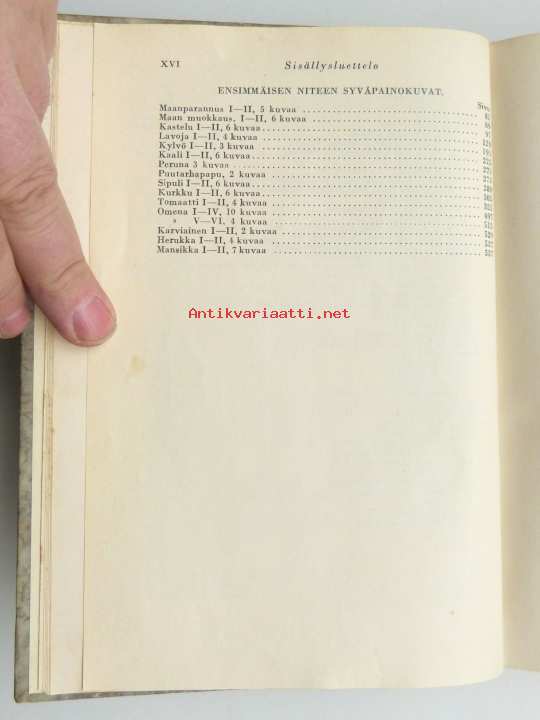 XVI Sisällysluettelo
ENSIMMÄISEN NITEEN SYVÄPAINOKUVAT.
Maanparannus I—II, 5 kuvaa
Maan muokkaus, I—II, 6 kuvaa
Kastelu I—II, 6 kuvaa
Lavoja I—II, 4 kuvaa
Kylvö I—II, 3 kuvaa
Kaali I—II, 6 kuvaa
Peruna 3 kuvaa
Puutarhapapu, 2 kuvaa
Sipuli I—II, 6 kuvaa
Kurkku I—II, 6 kuvaa
Tomaatti I—II, 4 kuvaa
Omena I—IV, 10 kuvaa
» V—VI, 4 kuvaa
Karviainen I—II, 2 kuvaa
Herukka I—II, 4 kuvaa
Mansikka I—II, 7 kuvaa
Antikvariaatti.net